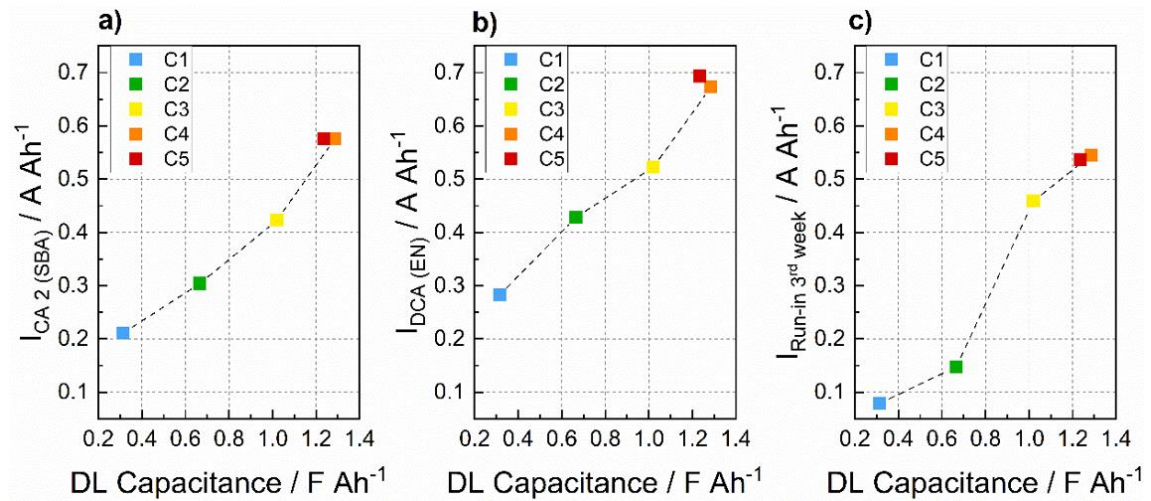 a)
C1
C2
C3
C4
C5
0.7
0.6
0.5
0.4
0.3
0.2
0.1
I_CA 2 (SBA) / A Ah⁻¹
0.2 0.4 0.6 0.8 1.0 1.2 1.4
DL Capacitance / F Ah⁻¹
b)
C1
C2
C3
C4
C5
0.7
0.6
0.5
0.4
0.3
0.2
0.1
I_DCA (EN) / A Ah⁻¹
0.2 0.4 0.6 0.8 1.0 1.2 1.4
DL Capacitance / F Ah⁻¹
c)
C1
C2
C3
C4
C5
0.7
0.6
0.5
0.4
0.3
0.2
0.1
I_Run-in 3ʳᵈ week / A Ah⁻¹
0.2 0.4 0.6 0.8 1.0 1.2 1.4
DL Capacitance / F Ah⁻¹